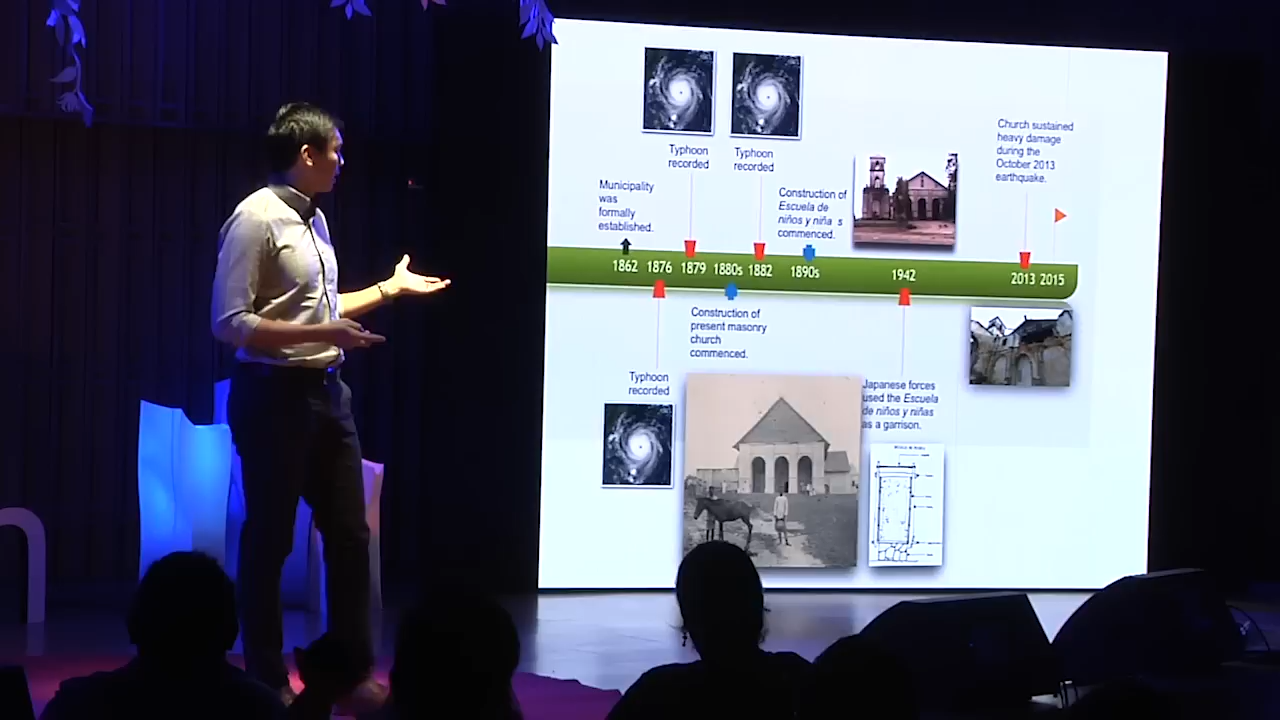 Typhoon
recorded
Typhoon
recorded
Church sustained
heavy damage
during the
October 2013
earthquake.
Municipality
was
formally
established.
Construction of
Escuela de
niños y niña s
commenced.
1862 1876 1879 1880s 1882 1890s 1942 2013 2015
Construction of
present masonry
church
commenced.
Typhoon
recorded
Japanese forces
used the Escuela
de niños y niñas
as a garrison.